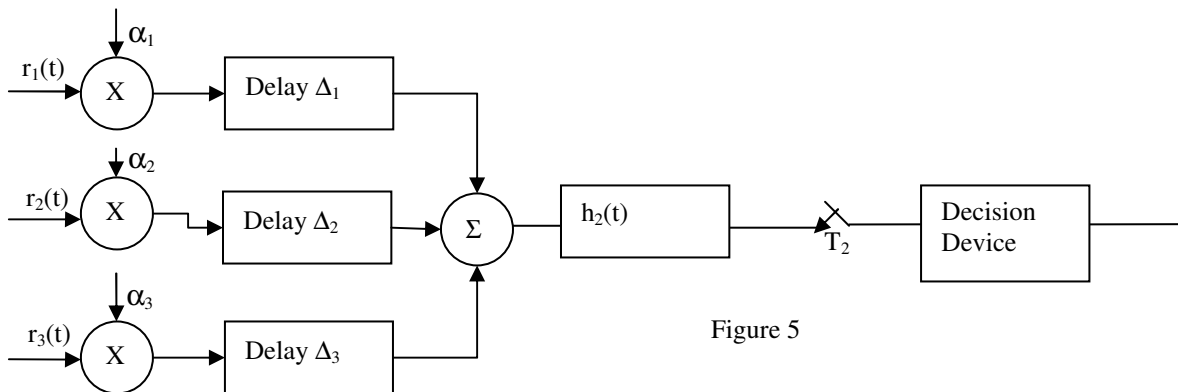 α₁
r₁(t)
X
Delay Δ₁
α₂
r₂(t)
X
Delay Δ₂
Σ
h₂(t)
T₂
Decision
Device
α₃
r₃(t)
X
Delay Δ₃
Figure 5